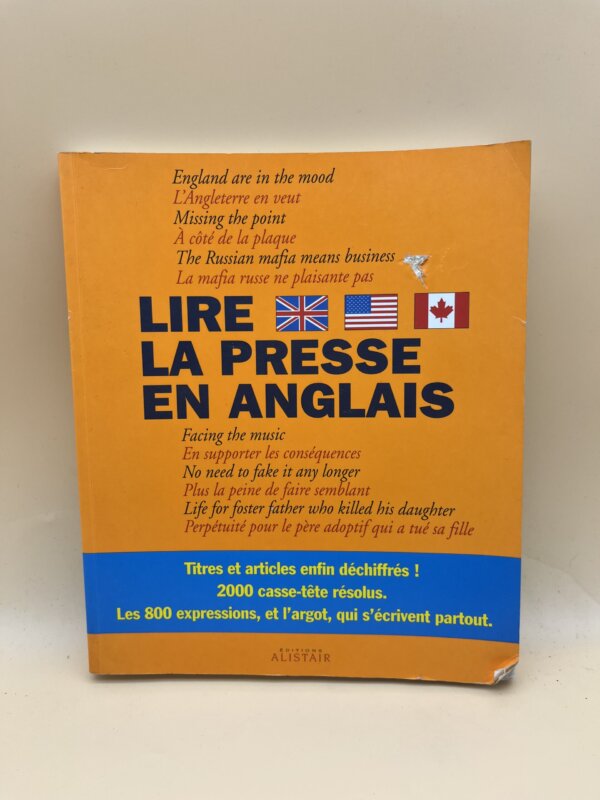 England are in the mood
L'Angleterre en veut
Missing the point
À côté de la plaque
The Russian mafia means business
La mafia russe ne plaisante pas
LIRE
LA PRESSE
EN ANGLAIS
Facing the music
En supporter les conséquences
No need to fake it any longer
Plus la peine de faire semblant
Life for foster father who killed his daughter
Perpétuité pour le père adoptif qui a tué sa fille
Titres et articles enfin déchiffrés !
2000 casse-tête résolus.
Les 800 expressions, et l'argot, qui s'écrivent partout.
ÉDITIONS
ALISTAIR